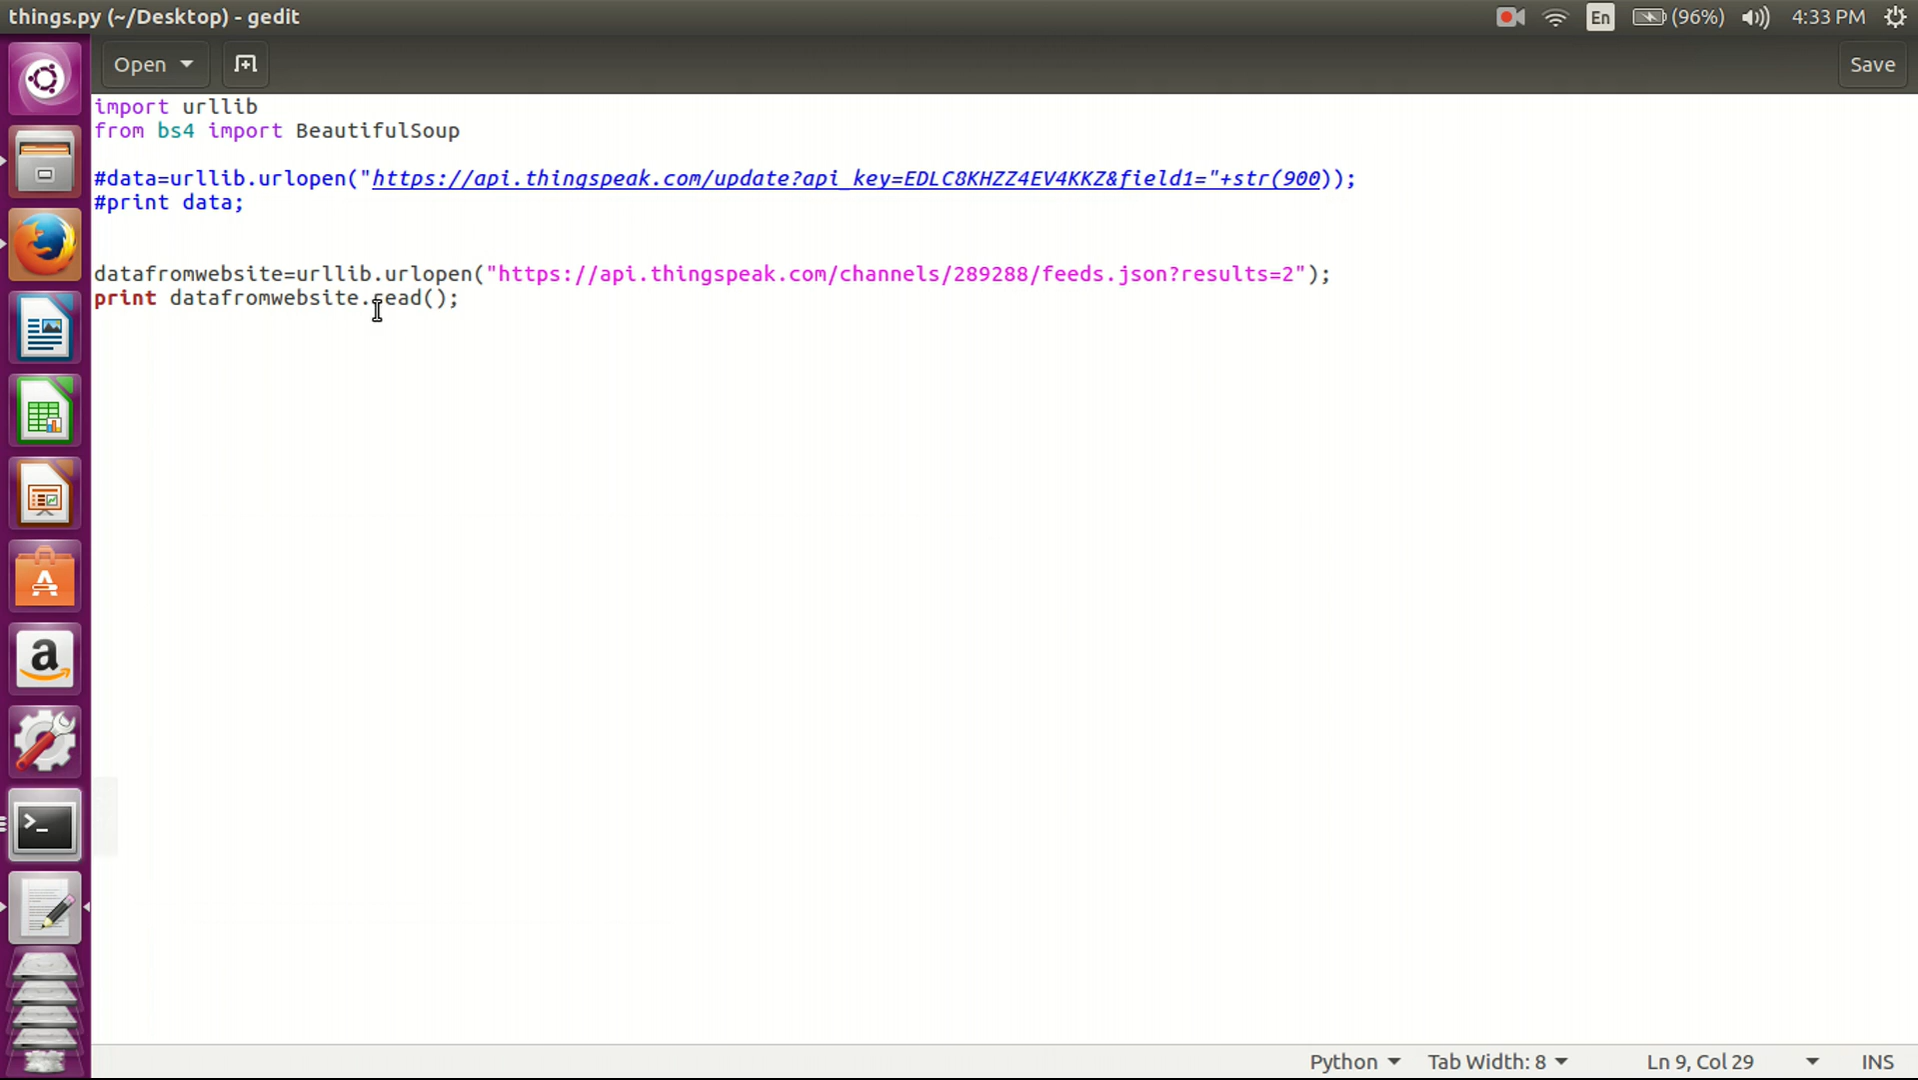 things.py (~/Desktop) - gedit
En
(96%)
4:33 PM
Open
Save
import urllib
from bs4 import BeautifulSoup
#data=urllib.urlopen("https://api.thingspeak.com/update?api_key=EDLC8KHZZ4EV4KKZ&field1="+str(900));
#print data;
datafromwebsite=urllib.urlopen("https://api.thingspeak.com/channels/289288/feeds.json?results=2");
print datafromwebsite.read();
Python
Tab Width: 8
Ln 9, Col 29
INS